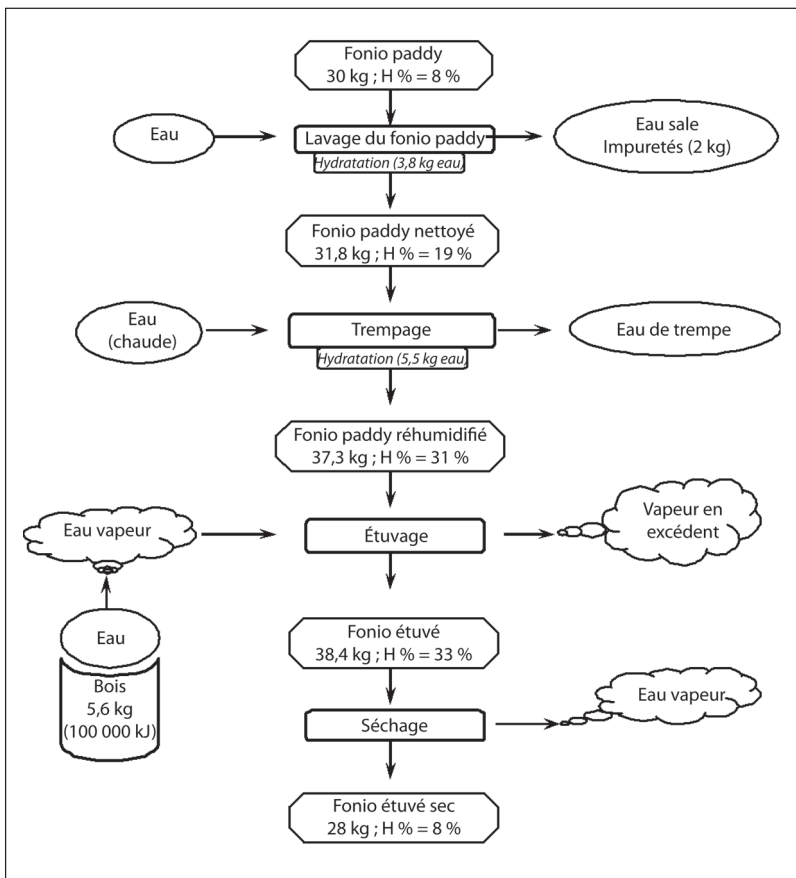 Fonio paddy
30 kg ; H % = 8 %
Eau
Lavage du fonio paddy
Eau sale
Impuretés (2 kg)
Hydratation (3,8 kg eau)
Fonio paddy nettoyé
31,8 kg ; H % = 19 %
Eau
(chaude)
Trempage
Eau de trempe
Hydratation (5,5 kg eau)
Fonio paddy réhumidifié
37,3 kg ; H % = 31 %
Eau vapeur
Étuvage
Vapeur en
excédent
Eau
Bois
5,6 kg
(100 000 kJ)
Fonio étuvé
38,4 kg ; H % = 33 %
Séchage
Eau vapeur
Fonio étuvé sec
28 kg ; H % = 8 %